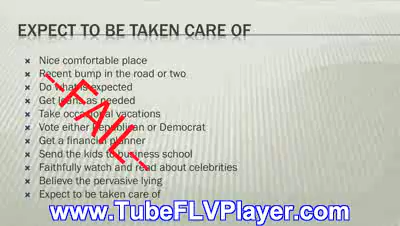 EXPECT TO BE TAKEN CARE OF
Nice comfortable place
Recent bump in the road or two
Do what is expected
Get loans as needed
Take occasional vacations
Vote either Republican or Democrat
Get a financial planner
Send the kids to business school
Faithfully watch and read about celebrities
Believe the pervasive lying
Expect to be taken care of
-FAIL-
www.TubeFLVPlayer.com